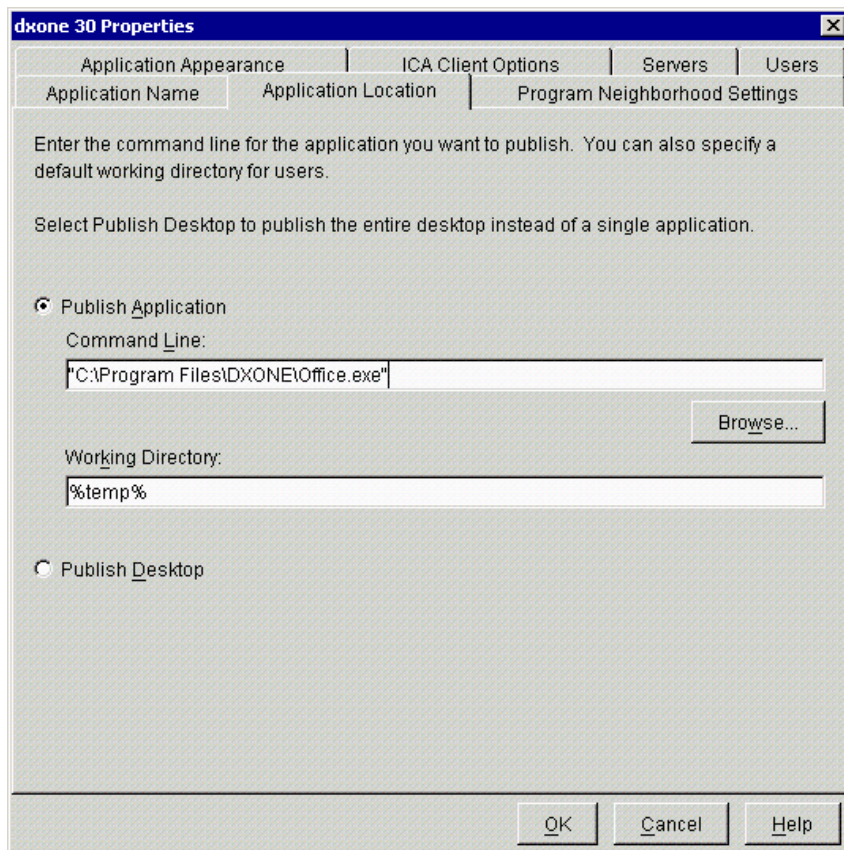 dxone 30 Properties
Application Appearance ICA Client Options Servers Users
Application Name Application Location Program Neighborhood Settings
Enter the command line for the application you want to publish. You can also specify a
default working directory for users.
Select Publish Desktop to publish the entire desktop instead of a single application.
Publish Application
Command Line:
"C:\Program Files\DXONE\Office.exe"
Browse...
Working Directory:
%temp%
Publish Desktop
OK Cancel Help